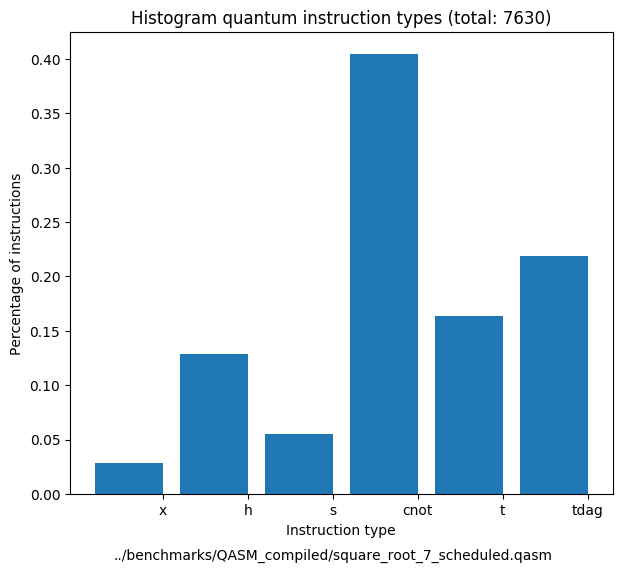 Histogram quantum instruction types (total: 7630)
Percentage of instructions
0.40
0.35
0.30
0.25
0.20
0.15
0.10
0.05
0.00
x h s cnot t tdag
Instruction type
../benchmarks/QASM_compiled/square_root_7_scheduled.qasm